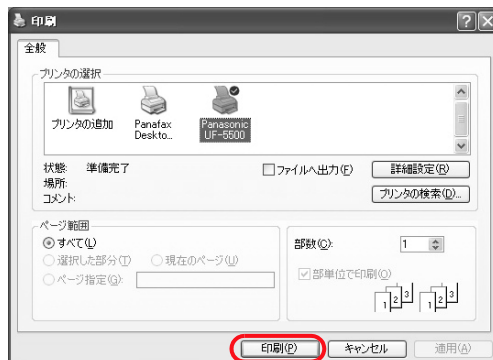 印刷
全般
プリンタの選択
プリンタの追加
Panafax Deskto...
Panasonic UF-5500
状態: 準備完了
場所:
コメント:
ファイルへ出力(F)
詳細設定(R)
プリンタの検索(D)...
ページ範囲
すべて(L)
選択した部分(T) 現在のページ(U)
ページ指定(G):
部数(C): 1
部単位で印刷(O)
1 2 3 1 2 3
印刷(P) キャンセル 適用(A)